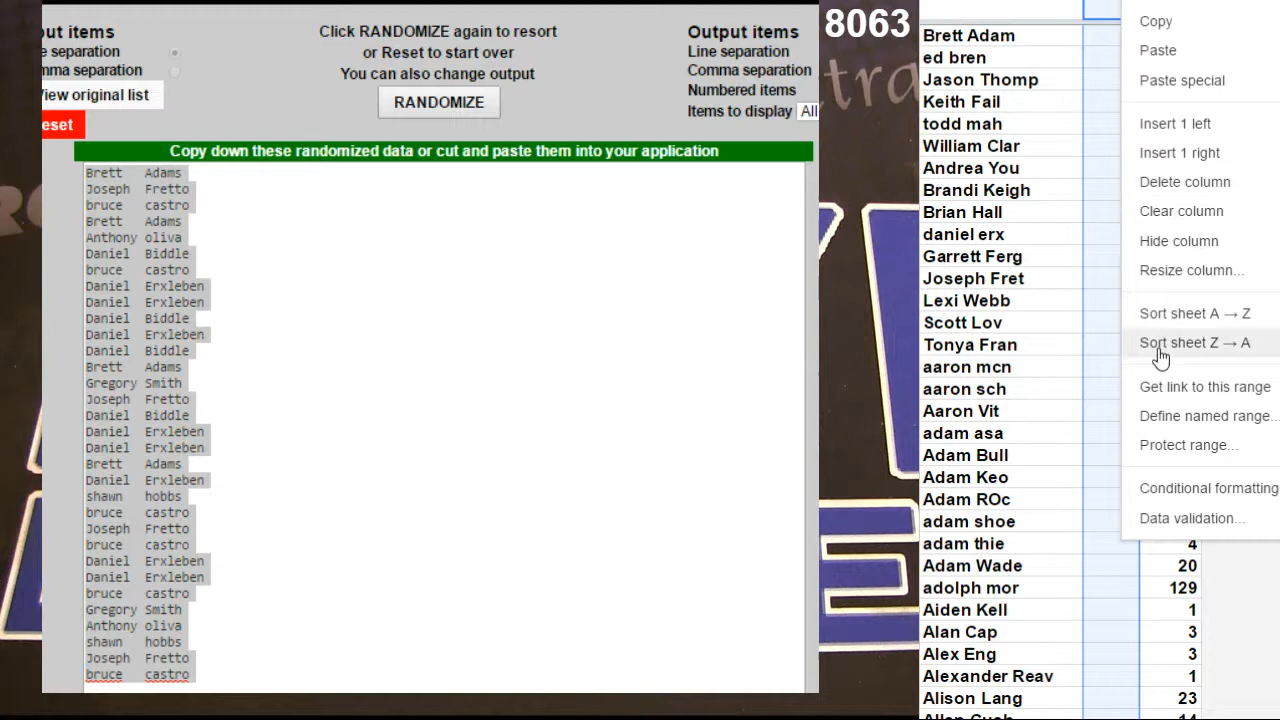 out items
e separation
mma separation
View original list
eset
Click RANDOMIZE again to resort
or Reset to start over
You can also change output
RANDOMIZE
Output items
Line separation
Comma separation
Numbered items
Items to display All
Copy down these randomized data or cut and paste them into your application
Brett Adams
Joseph Fretto
bruce castro
Brett Adams
Anthony oliva
Daniel Biddle
bruce castro
Daniel Erxleben
Daniel Erxleben
Daniel Biddle
Daniel Erxleben
Daniel Biddle
Brett Adams
Gregory Smith
Joseph Fretto
Daniel Biddle
Daniel Erxleben
Daniel Erxleben
Brett Adams
Daniel Erxleben
shawn hobbs
bruce castro
Joseph Fretto
bruce castro
Daniel Erxleben
Daniel Erxleben
bruce castro
Gregory Smith
Anthony oliva
shawn hobbs
Joseph Fretto
bruce castro
8063
tra
Brett Adam
ed bren
Jason Thomp
Keith Fail
todd mah
William Clar
Andrea You
Brandi Keigh
Brian Hall
daniel erx
Garrett Ferg
Joseph Fret
Lexi Webb
Scott Lov
Tonya Fran
aaron mcn
aaron sch
Aaron Vit
adam asa
Adam Bull
Adam Keo
Adam ROc
adam shoe
adam thie 4
Adam Wade 20
adolph mor 129
Aiden Kell 1
Alan Cap 3
Alex Eng 3
Alexander Reav 1
Alison Lang 23
Copy
Paste
Paste special
Insert 1 left
Insert 1 right
Delete column
Clear column
Hide column
Resize column...
Sort sheet A → Z
Sort sheet Z → A
Get link to this range
Define named range...
Protect range...
Conditional formatting
Data validation...